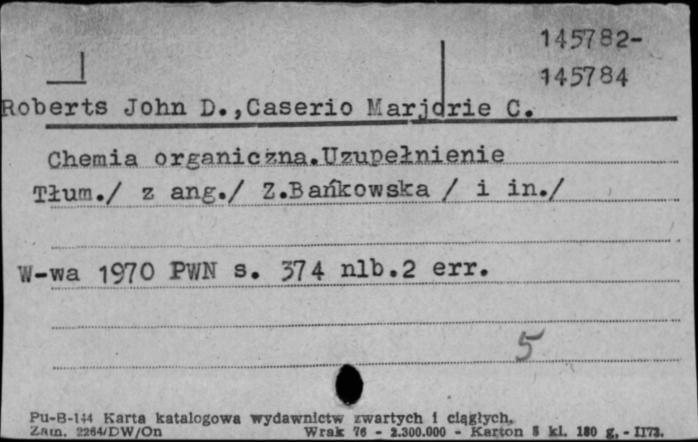 145782-
145784
Roberts John D.,Caserio Marjorie C.
Chemia organiczna.Uzupełnienie
Tłum./ z ang./ Z.Bańkowska / i in./
W-wa 1970 PWN s. 374 nlb.2 err.
5
Pu-B-144 Karta katalogowa wydawnictw zwartych i ciągłych.
Zam. 2264/DW/On Wrak 76 - 2.300.000 - Karton 5 kl. 180 g. - II73.